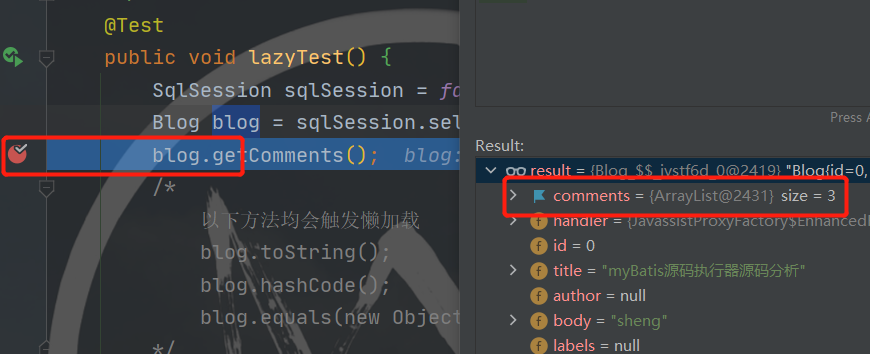 @Test
public void lazyTest() {
SqlSession sqlSession = fa
Blog blog = sqlSession.sel
blog.getComments(); blog:
/*
以下方法均会触发懒加载
blog.toString();
blog.hashCode();
blog.equals(new Object
*/
Press A
Result:
result = {Blog_$$_jvstf6d_0@2419} "Blog{id=0,
comments = {ArrayList@2431} size = 3
handler = {JavassistProxyFactory$EnhancedR
id = 0
title = "myBatis源码执行器源码分析"
author = null
body = "sheng"
labels = null